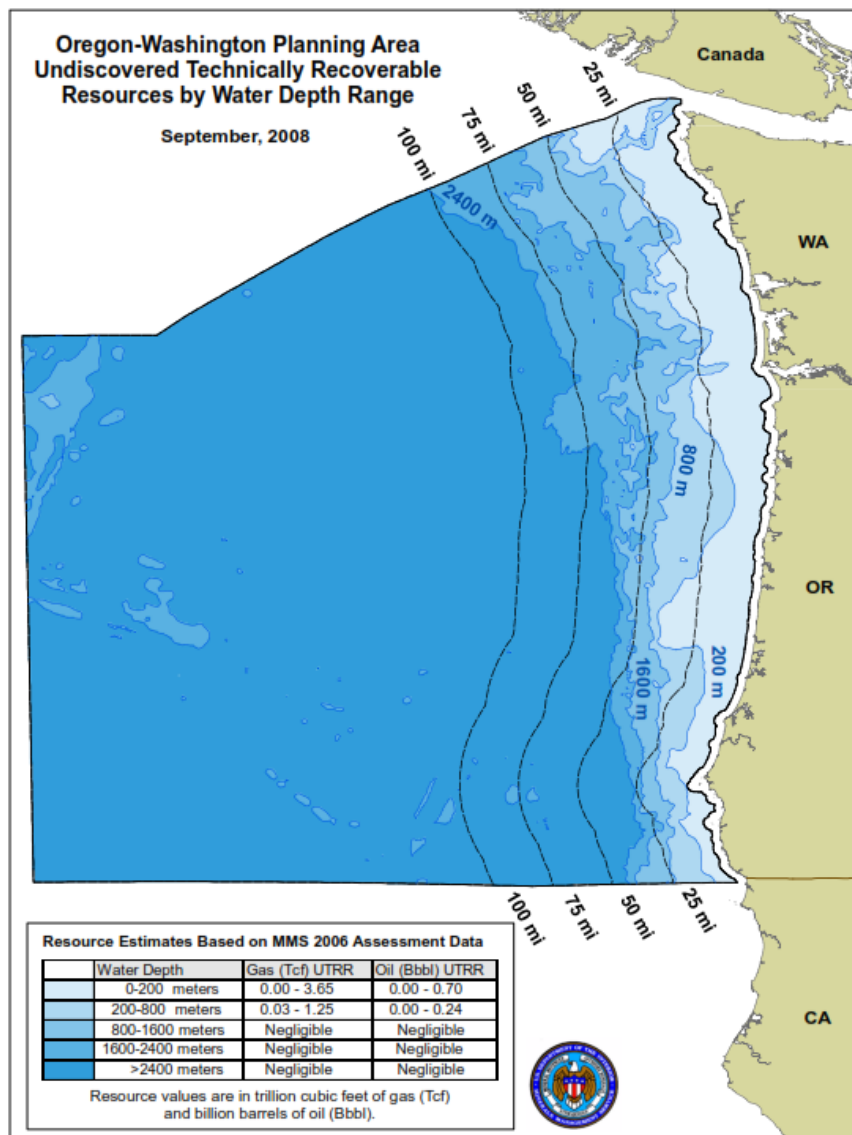 Oregon-Washington Planning Area
Undiscovered Technically Recoverable
Resources by Water Depth Range
September, 2008
Canada
25 mi
50 mi
75 mi
100 mi
2400 m
WA
800 m
OR
200 m
1600 m
100 mi
75 mi
50 mi
25 mi
CA
Resource Estimates Based on MMS 2006 Assessment Data
Water Depth Gas (Tcf) UTRR Oil (Bbbl) UTRR
0-200 meters 0.00 - 3.65 0.00 - 0.70
200-800 meters 0.03 - 1.25 0.00 - 0.24
800-1600 meters Negligible Negligible
1600-2400 meters Negligible Negligible
>2400 meters Negligible Negligible
Resource values are in trillion cubic feet of gas (Tcf)
and billion barrels of oil (Bbbl).